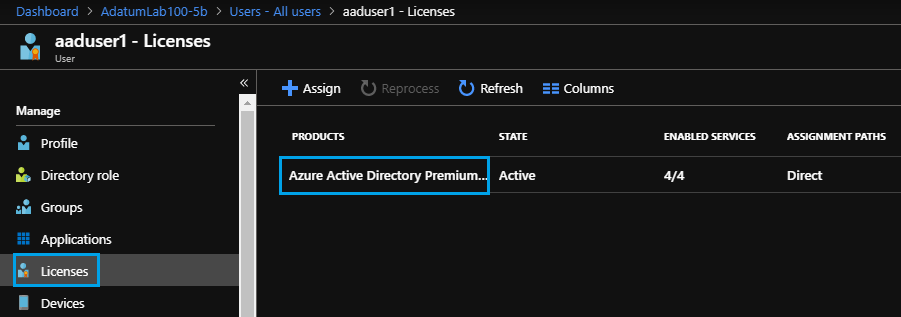 Dashboard > AdatumLab100-5b > Users - All users > aaduser1 - Licenses
aaduser1 - Licenses
User
«
Manage
Profile
Directory role
Groups
Applications
Licenses
Devices
Assign Reprocess Refresh Columns
PRODUCTS STATE ENABLED SERVICES ASSIGNMENT PATHS
Azure Active Directory Premium... Active 4/4 Direct